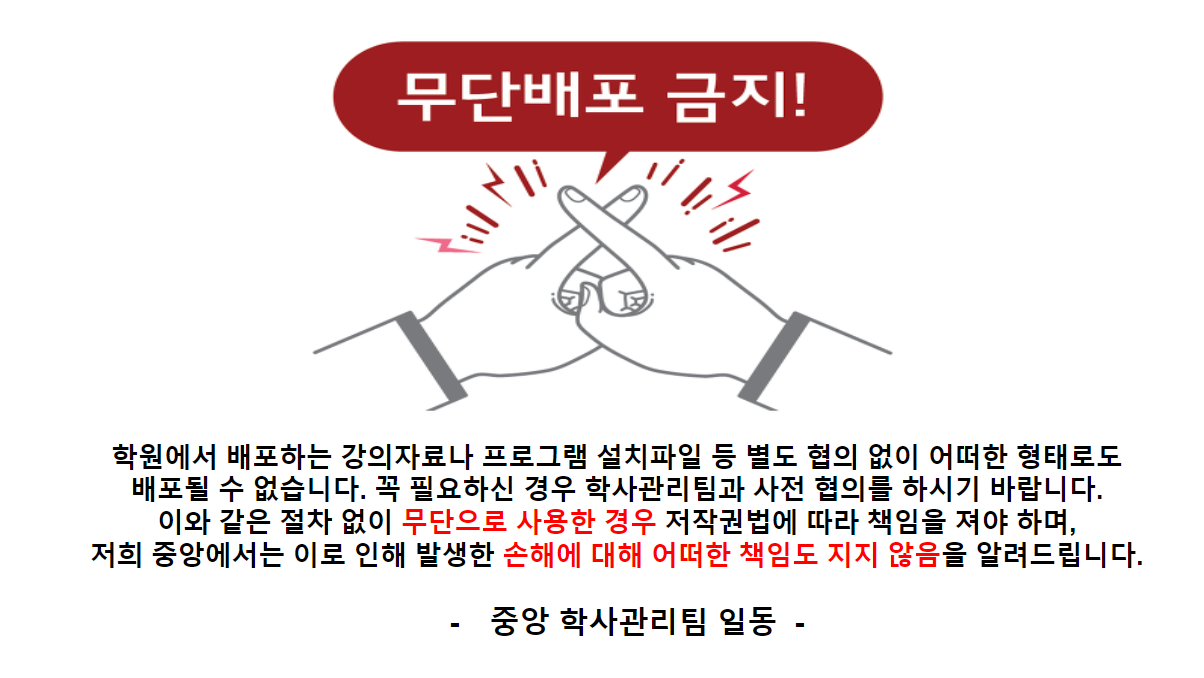 무단배포 금지!
학원에서 배포하는 강의자료나 프로그램 설치파일 등 별도 협의 없이 어떠한 형태로도
배포될 수 없습니다. 꼭 필요하신 경우 학사관리팀과 사전 협의를 하시기 바랍니다.
이와 같은 절차 없이 무단으로 사용한 경우 저작권법에 따라 책임을 져야 하며,
저희 중앙에서는 이로 인해 발생한 손해에 대해 어떠한 책임도 지지 않음을 알려드립니다.
- 중앙 학사관리팀 일동 -